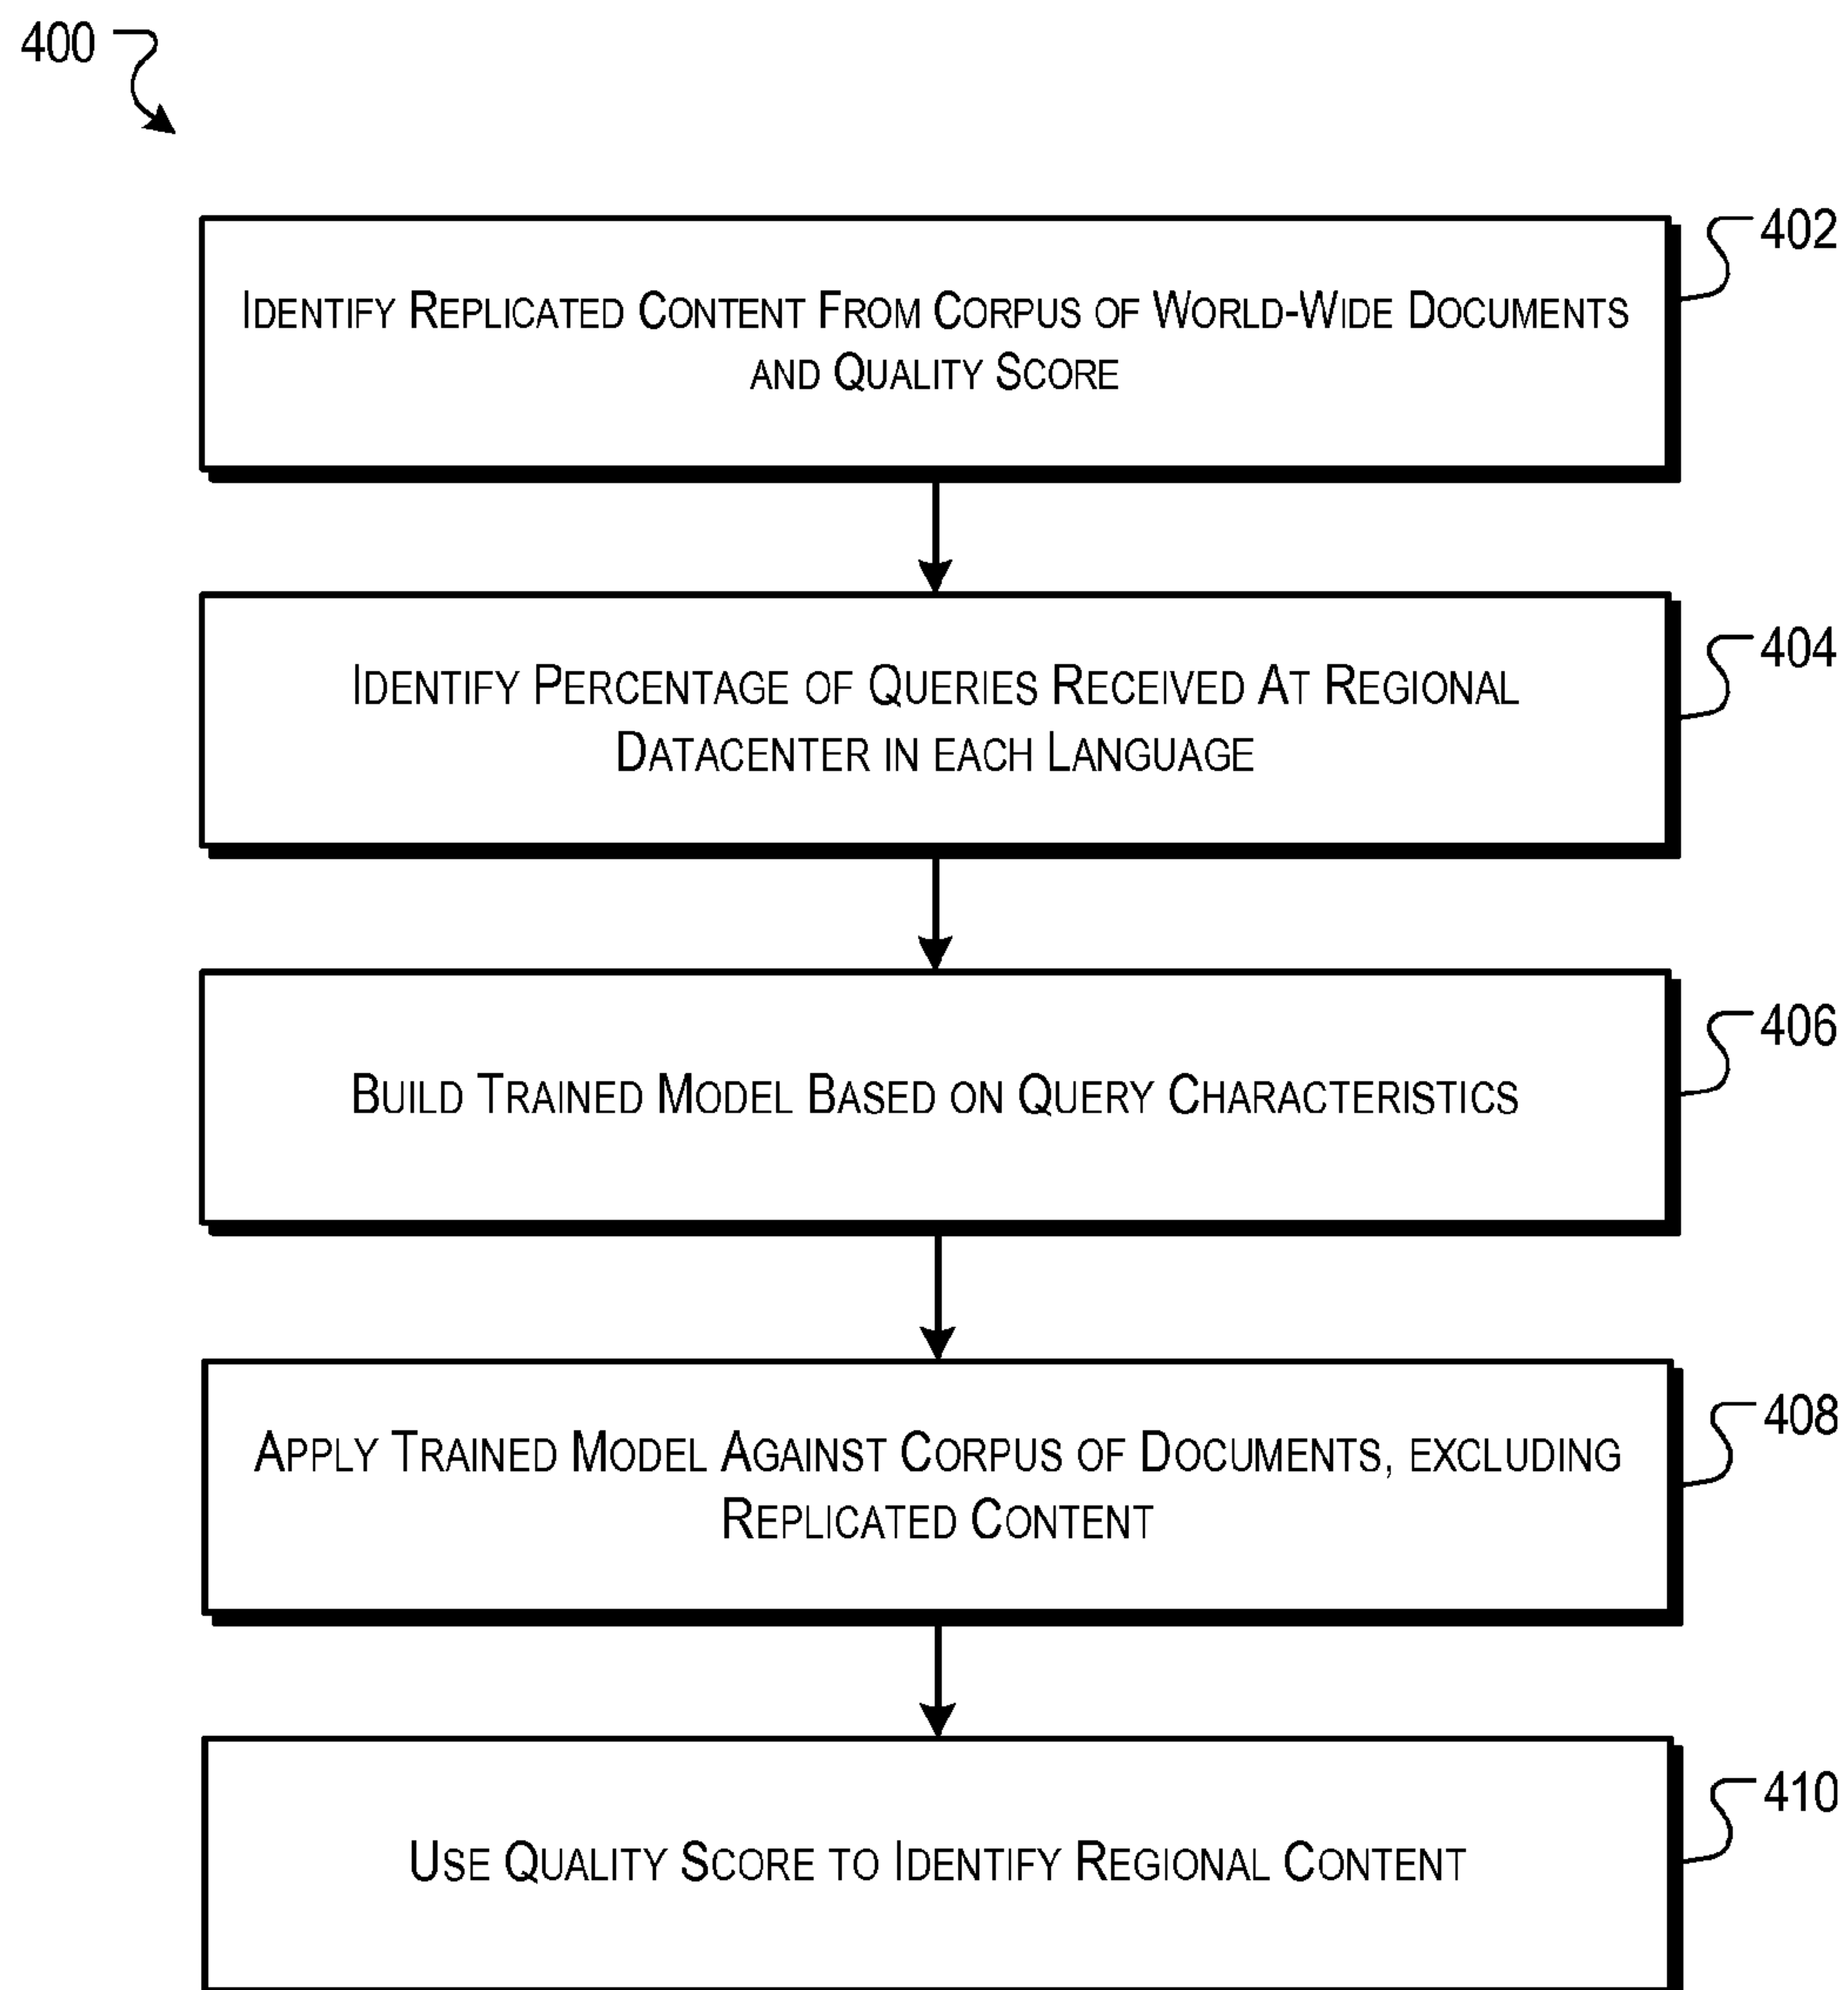 400
402
IDENTIFY REPLICATED CONTENT FROM CORPUS OF WORLD-WIDE DOCUMENTS
AND QUALITY SCORE
404
IDENTIFY PERCENTAGE OF QUERIES RECEIVED AT REGIONAL
DATACENTER IN EACH LANGUAGE
406
BUILD TRAINED MODEL BASED ON QUERY CHARACTERISTICS
408
APPLY TRAINED MODEL AGAINST CORPUS OF DOCUMENTS, EXCLUDING
REPLICATED CONTENT
410
USE QUALITY SCORE TO IDENTIFY REGIONAL CONTENT